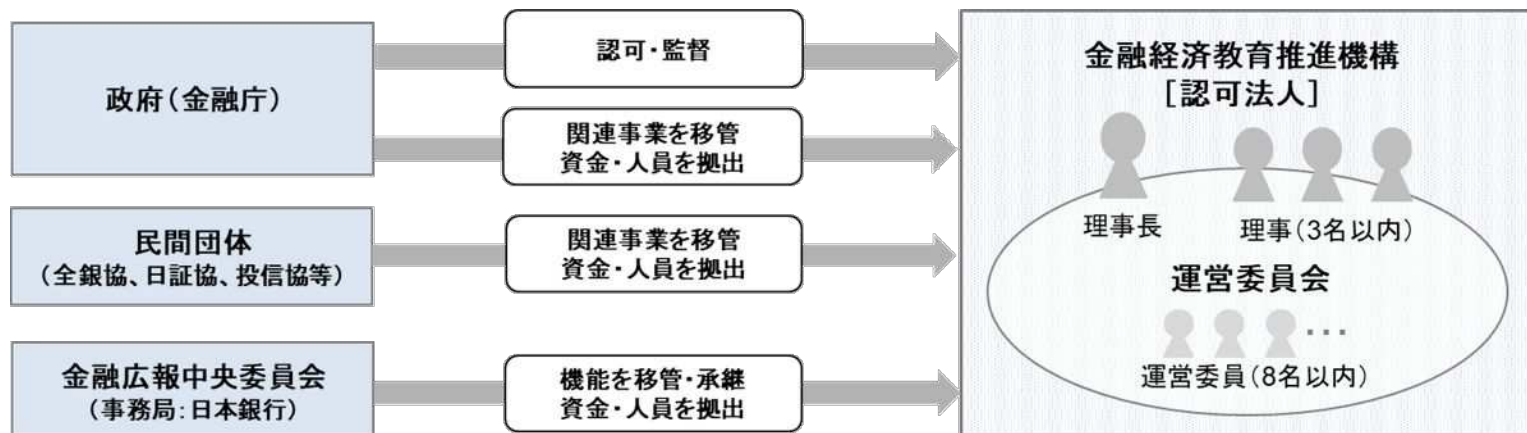 政府（金融庁）
認可・監督
関連事業を移管
資金・人員を拠出
民間団体
（全銀協、日証協、投信協等）
関連事業を移管
資金・人員を拠出
金融広報中央委員会
（事務局：日本銀行）
機能を移管・承継
資金・人員を拠出
金融経済教育推進機構
［認可法人］
理事長
理事（3名以内）
運営委員会
…
運営委員（8名以内）